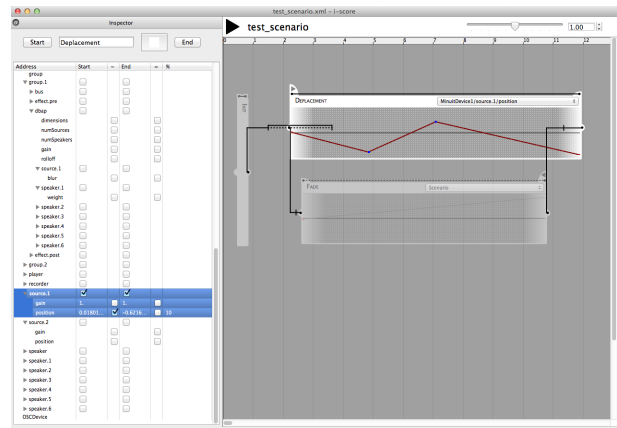 test_scenario.xml – i-score
Inspector
Start Deplacement End
test_scenario 1.00
Address Start = End = %
group
group.1
bus
effect.pre
dbap
dimensions
numSources
numSpeakers
gain
rolloff
source.1
blur
speaker.1
weight
speaker.2
speaker.3
speaker.4
speaker.5
speaker.6
effect.post
group.2
player
recorder
source.1
gain 1. 1.
position 0.01801... -0.6216... 10
source.2
gain
position
speaker
speaker.1
speaker.2
speaker.3
speaker.4
speaker.5
speaker.6
OSCDevice
0 1 2 3 4 5 6 7 8 9 10 11 12
Deplacement MinuitDevice1/source.1/position
Fade Scenario